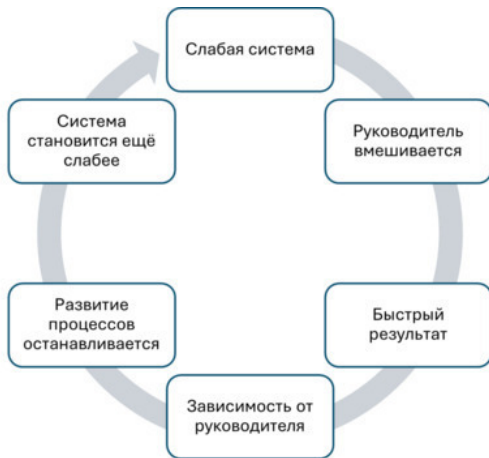 Слабая система
Руководитель
вмешивается
Быстрый
результат
Зависимость от
руководителя
Развитие
процессов
останавливается
Система
становится ещё
слабее